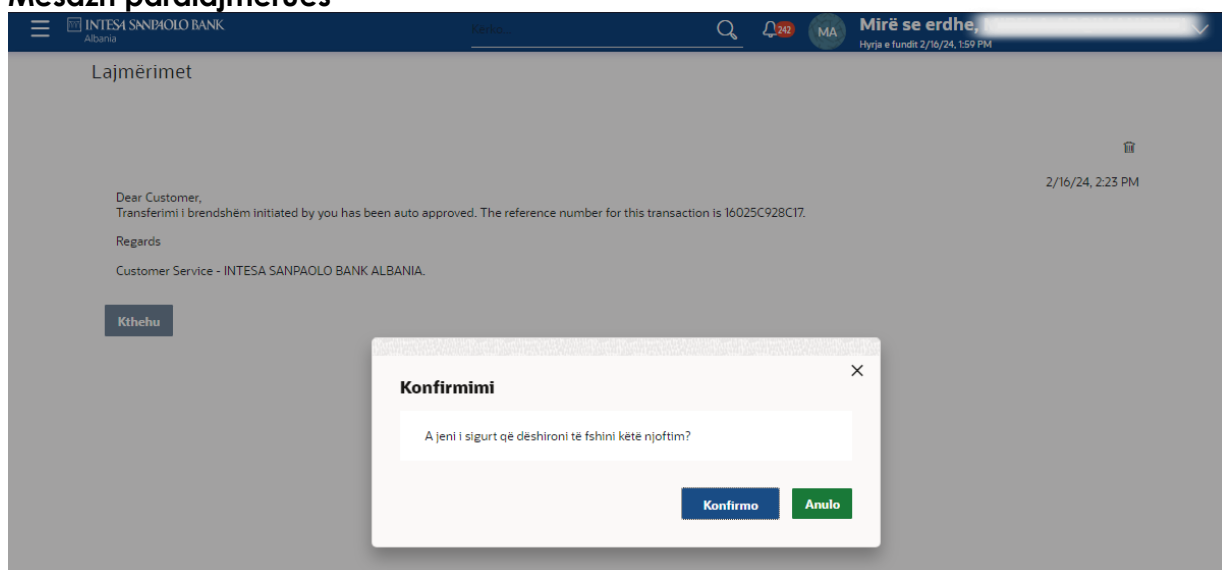 Mesazh paralajmërues
INTESA SANPAOLO BANK
Albania
Kërko...
242
MA
Mirë se erdhe,
Hyrja e fundit 2/16/24, 1:59 PM
Lajmërimet
2/16/24, 2:23 PM
Dear Customer,
Transferimi i brendshëm initiated by you has been auto approved. The reference number for this transaction is 16025C928C17.
Regards
Customer Service - INTESA SANPAOLO BANK ALBANIA.
Kthehu
Konfirmimi
A jeni i sigurt që dëshironi të fshini këtë njoftim?
Konfirmo
Anulo